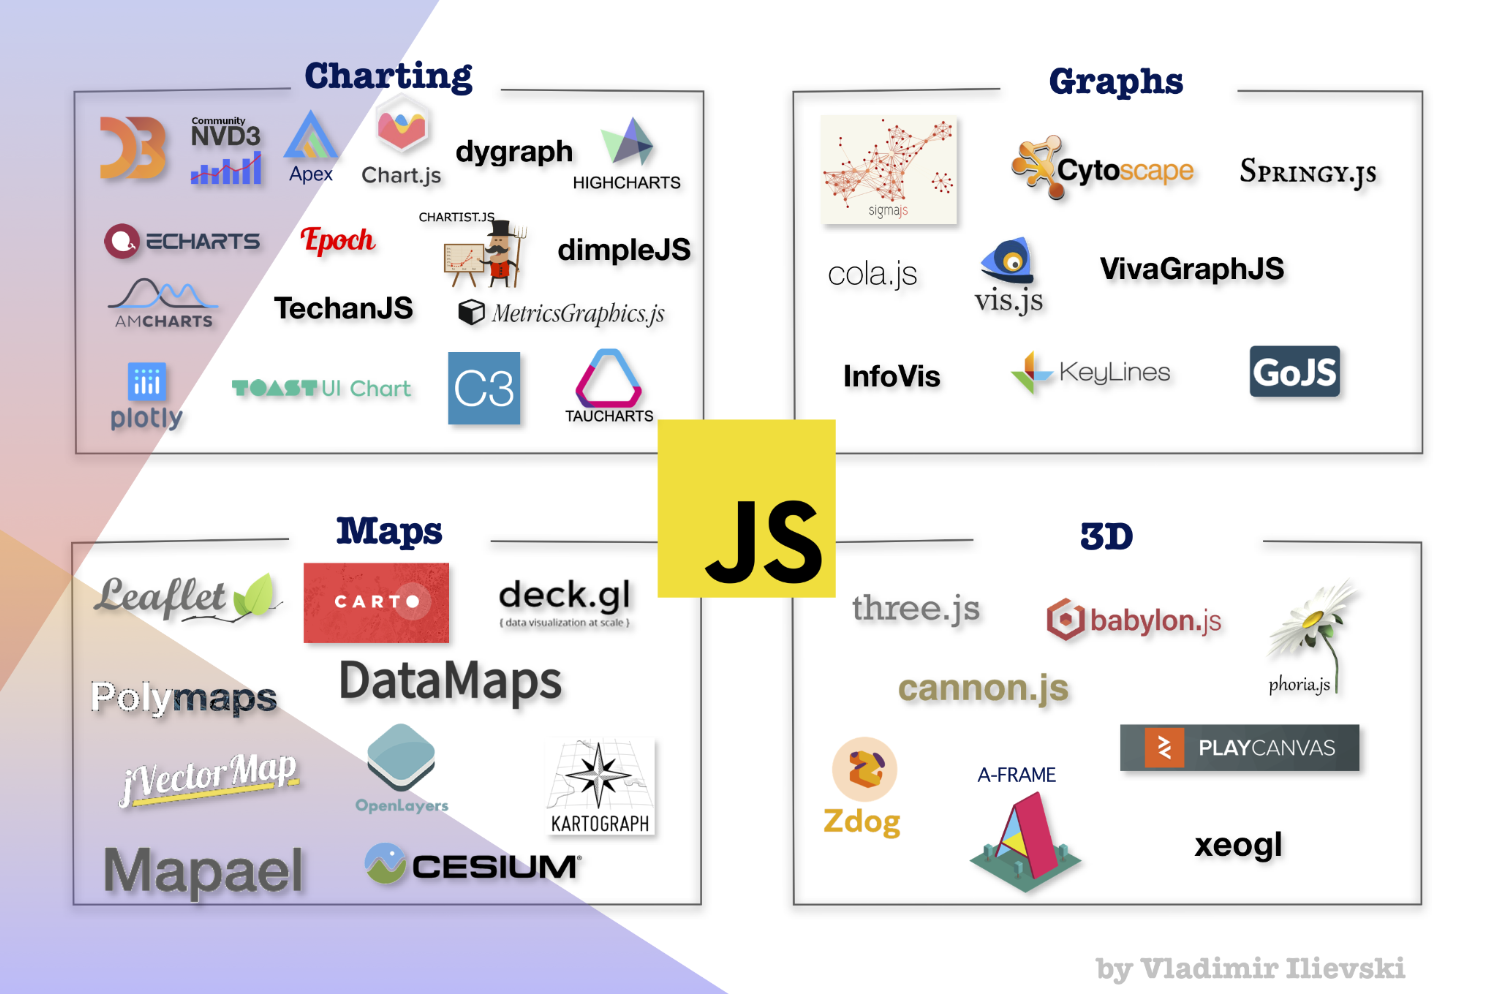 Charting
D3
Community
NVD3
Apex
Chart.js
dygraph
HIGHCHARTS
ECHARTS
Epoch
CHARTIST.JS
dimpleJS
AMCHARTS
TechanJS
MetricsGraphics.js
plotly
TOAST UI Chart
C3
TAUCHARTS
Graphs
sigmajs
Cytoscape
SPRINGY.JS
cola.js
vis.js
VivaGraphJS
InfoVis
KeyLines
GoJS
JS
Maps
Leaflet
CARTO
deck.gl
{ data visualization at scale }
Polymaps
DataMaps
jVectorMap
OpenLayers
KARTOGRAPH
Mapael
CESIUM®
3D
three.js
babylon.js
phoria.js
cannon.js
PLAYCANVAS
Zdog
A-FRAME
xeogl
by Vladimir Ilievski